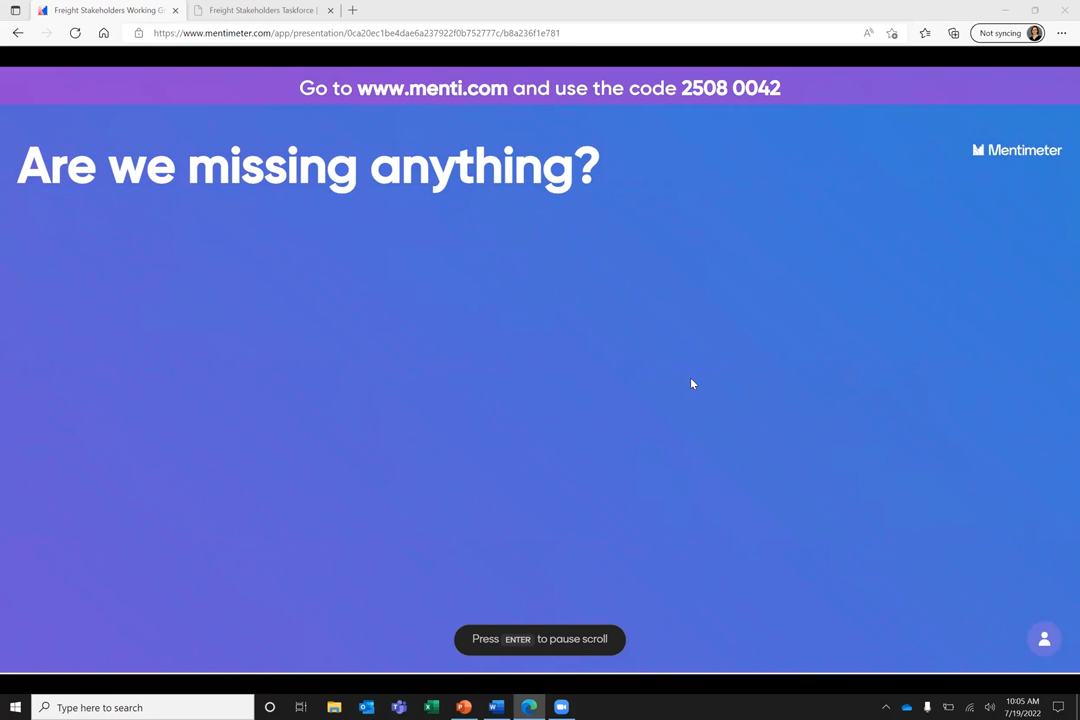 Freight Stakeholders Working G
Freight Stakeholders Taskforce |
https://www.mentimeter.com/app/presentation/0ca20ec1be4dae6a237922f0b752777c/b8a236f1e781
Not syncing
Go to www.menti.com and use the code 2508 0042
Are we missing anything?
Mentimeter
Press ENTER to pause scroll
Type here to search
10:05 AM
7/19/2022